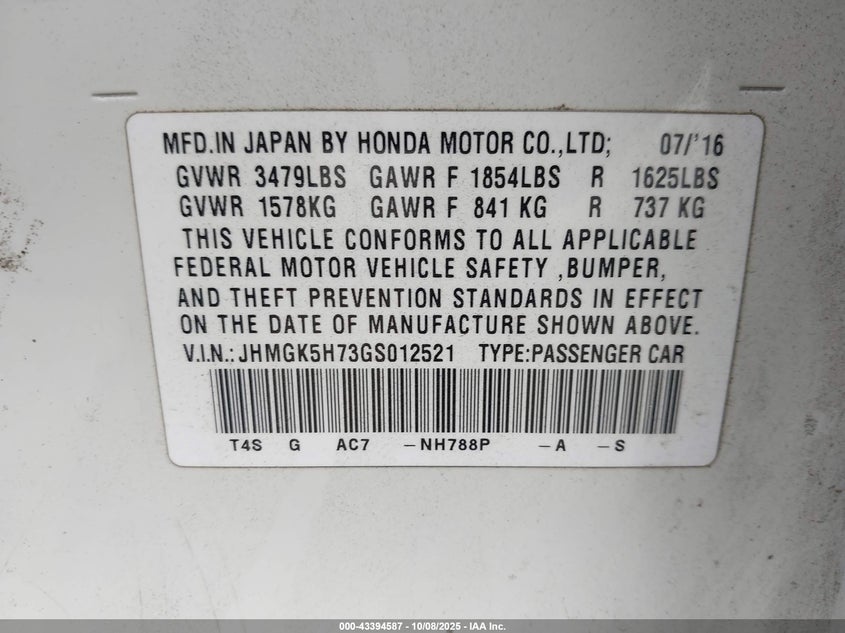 MFD.IN JAPAN BY HONDA MOTOR CO.,LTD; 07/'16
GVWR 3479LBS GAWR F 1854LBS R 1625LBS
GVWR 1578KG GAWR F 841 KG R 737 KG
THIS VEHICLE CONFORMS TO ALL APPLICABLE
FEDERAL MOTOR VEHICLE SAFETY ,BUMPER,
AND THEFT PREVENTION STANDARDS IN EFFECT
ON THE DATE OF MANUFACTURE SHOWN ABOVE.
V.I.N.:JHMGK5H73GS012521 TYPE:PASSENGER CAR
T4S G AC7 -NH788P -A -S
000-43394587 - 10/08/2025 - IAA Inc.